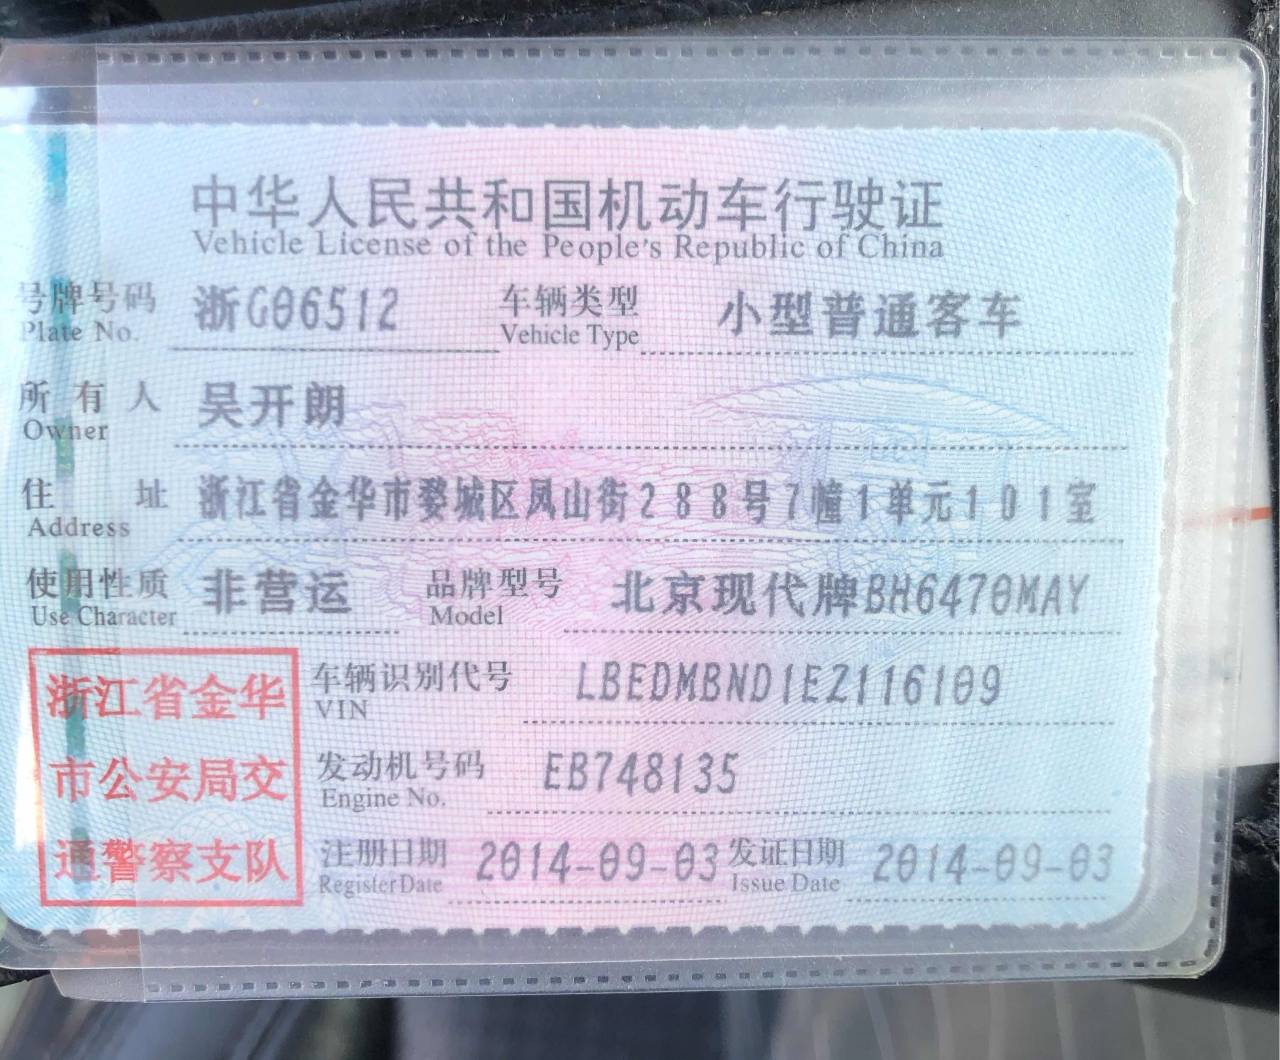 中华人民共和国机动车行驶证
Vehicle License of the People's Republic of China
号牌号码 浙G06512 车辆类型 小型普通客车
Plate No. Vehicle Type
所有人 吴开朗
Owner
住址 浙江省金华市婺城区凤山街288号7幢1单元101室
Address
使用性质 非营运 品牌型号 北京现代牌BH6470MAY
Use Character Model
浙江省金华
市公安局交
通警察支队
车辆识别代号 LBEDMBND1EZ116109
VIN
发动机号码 EB748135
Engine No.
注册日期 2014-09-03 发证日期 2014-09-03
Register Date Issue Date